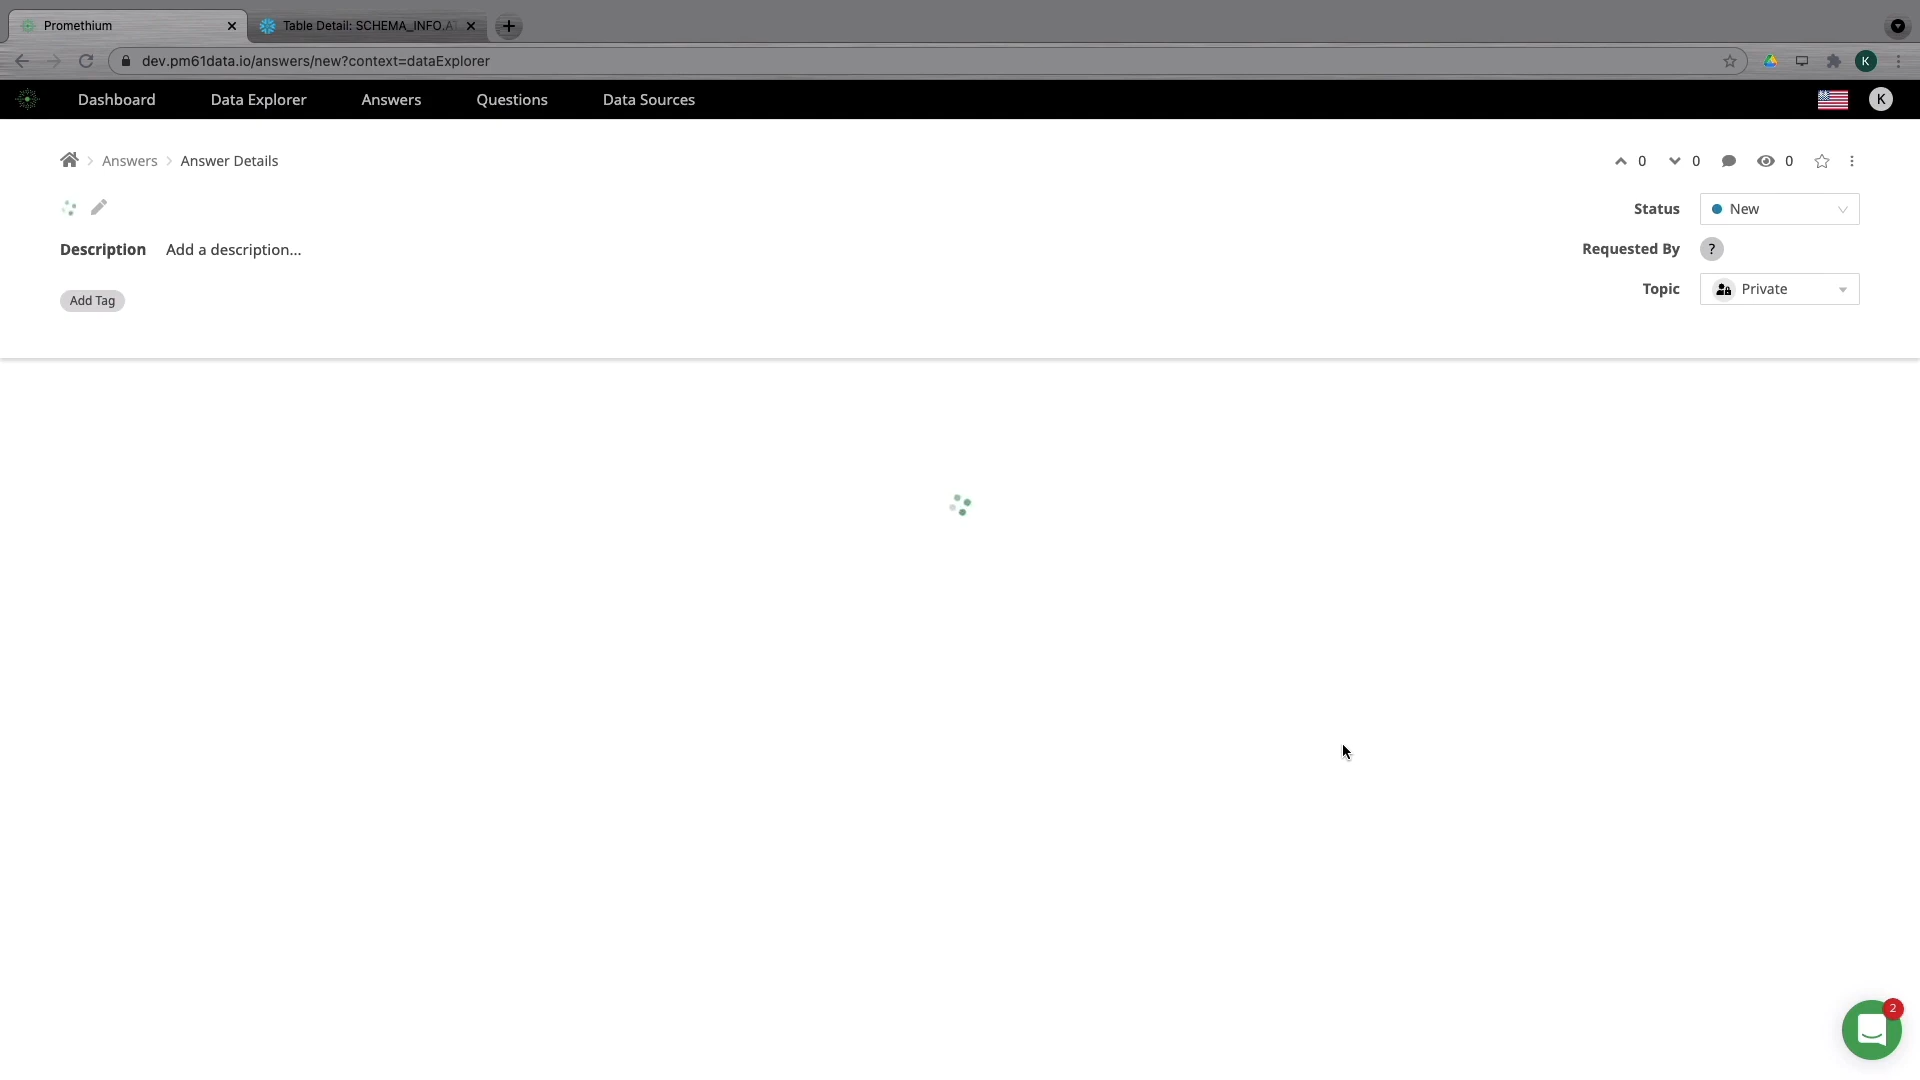 Promethium
Table Detail: SCHEMA_INFO.AT
dev.pm61data.io/answers/new?context=dataExplorer
K
Dashboard
Data Explorer
Answers
Questions
Data Sources
K
Answers
Answer Details
0
0
0
Status
New
Description
Add a description...
Requested By
?
Topic
Private
Add Tag
2